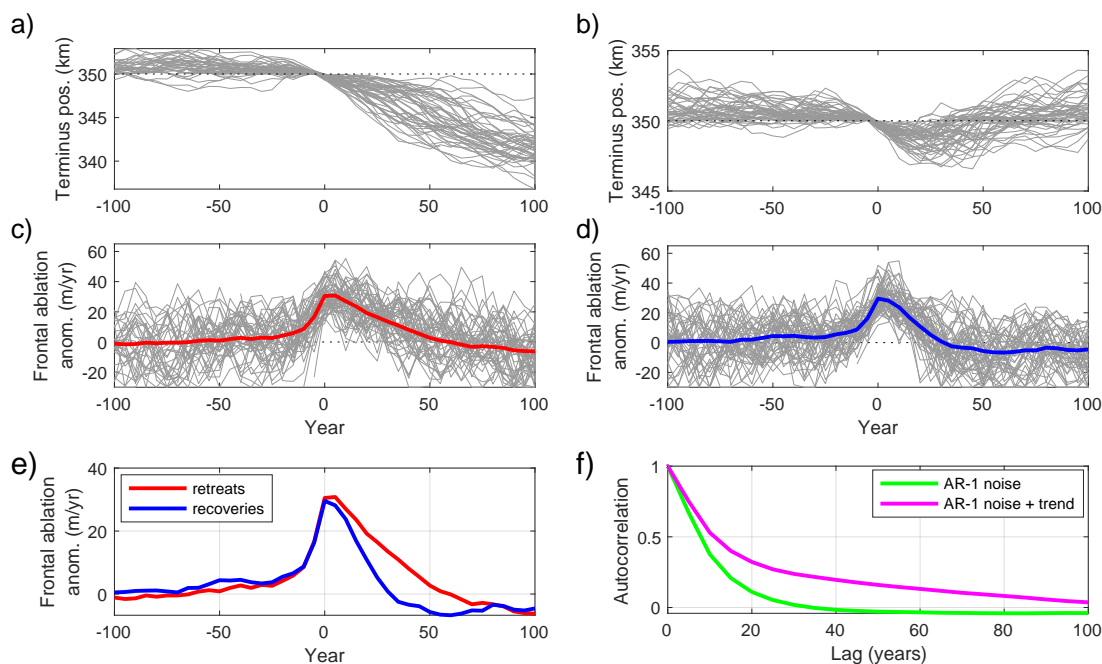 a)
Terminus pos. (km)
350
345
340
-100 -50 0 50 100
b)
Terminus pos. (km)
355
350
345
-100 -50 0 50 100
c)
Frontal ablation
anom. (m/yr)
60
40
20
0
-20
-100 -50 0 50 100
Year
d)
Frontal ablation
anom. (m/yr)
60
40
20
0
-20
-100 -50 0 50 100
Year
e)
Frontal ablation
anom. (m/yr)
40
20
0
retreats
recoveries
-100 -50 0 50 100
Year
f)
Autocorrelation
1
0.5
0
AR-1 noise
AR-1 noise + trend
0 20 40 60 80 100
Lag (years)